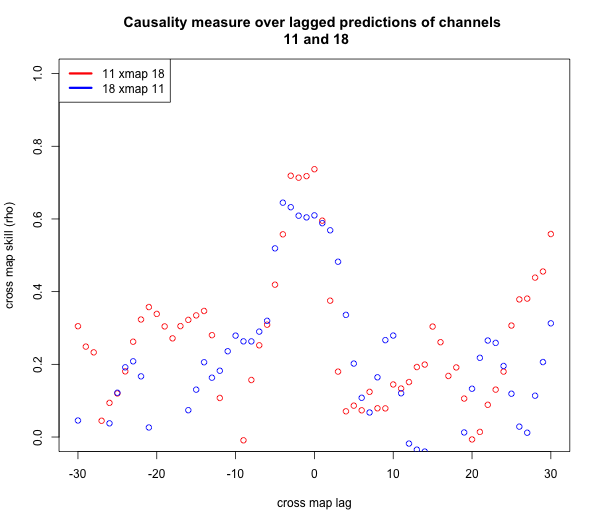 Causality measure over lagged predictions of channels
11 and 18
11 xmap 18
18 xmap 11
cross map skill (rho)
1.0
0.8
0.6
0.4
0.2
0.0
-30 -20 -10 0 10 20 30
cross map lag